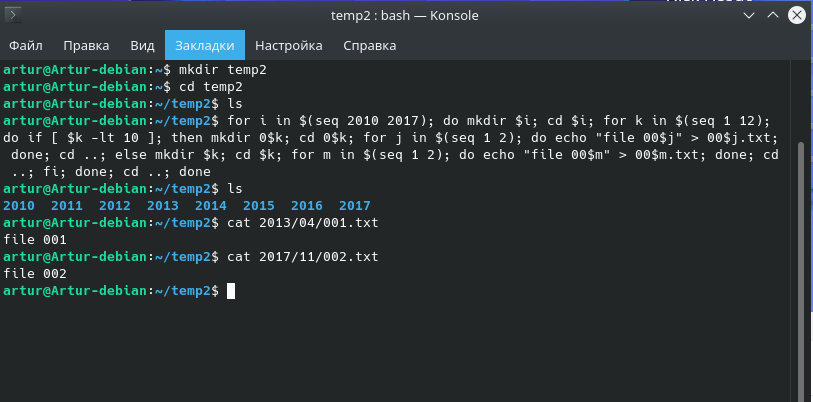 temp2 : bash — Konsole
Файл Правка Вид Закладки Настройка Справка
artur@Artur-debian:~$ mkdir temp2
artur@Artur-debian:~$ cd temp2
artur@Artur-debian:~/temp2$ ls
artur@Artur-debian:~/temp2$ for i in $(seq 2010 2017); do mkdir $i; cd $i; for k in $(seq 1 12);
do if [ $k -lt 10 ]; then mkdir 0$k; cd 0$k; for j in $(seq 1 2); do echo "file 00$j" > 00$j.txt;
done; cd ..; else mkdir $k; cd $k; for m in $(seq 1 2); do echo "file 00$m" > 00$m.txt; done; cd
..; fi; done; cd ..; done
artur@Artur-debian:~/temp2$ ls
2010 2011 2012 2013 2014 2015 2016 2017
artur@Artur-debian:~/temp2$ cat 2013/04/001.txt
file 001
artur@Artur-debian:~/temp2$ cat 2017/11/002.txt
file 002
artur@Artur-debian:~/temp2$